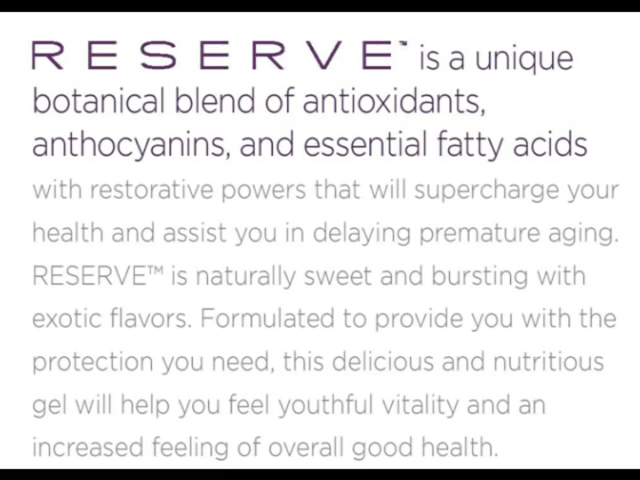 RESERVE™ is a unique
botanical blend of antioxidants,
anthocyanins, and essential fatty acids
with restorative powers that will supercharge your
health and assist you in delaying premature aging.
RESERVE™ is naturally sweet and bursting with
exotic flavors. Formulated to provide you with the
protection you need, this delicious and nutritious
gel will help you feel youthful vitality and an
increased feeling of overall good health.